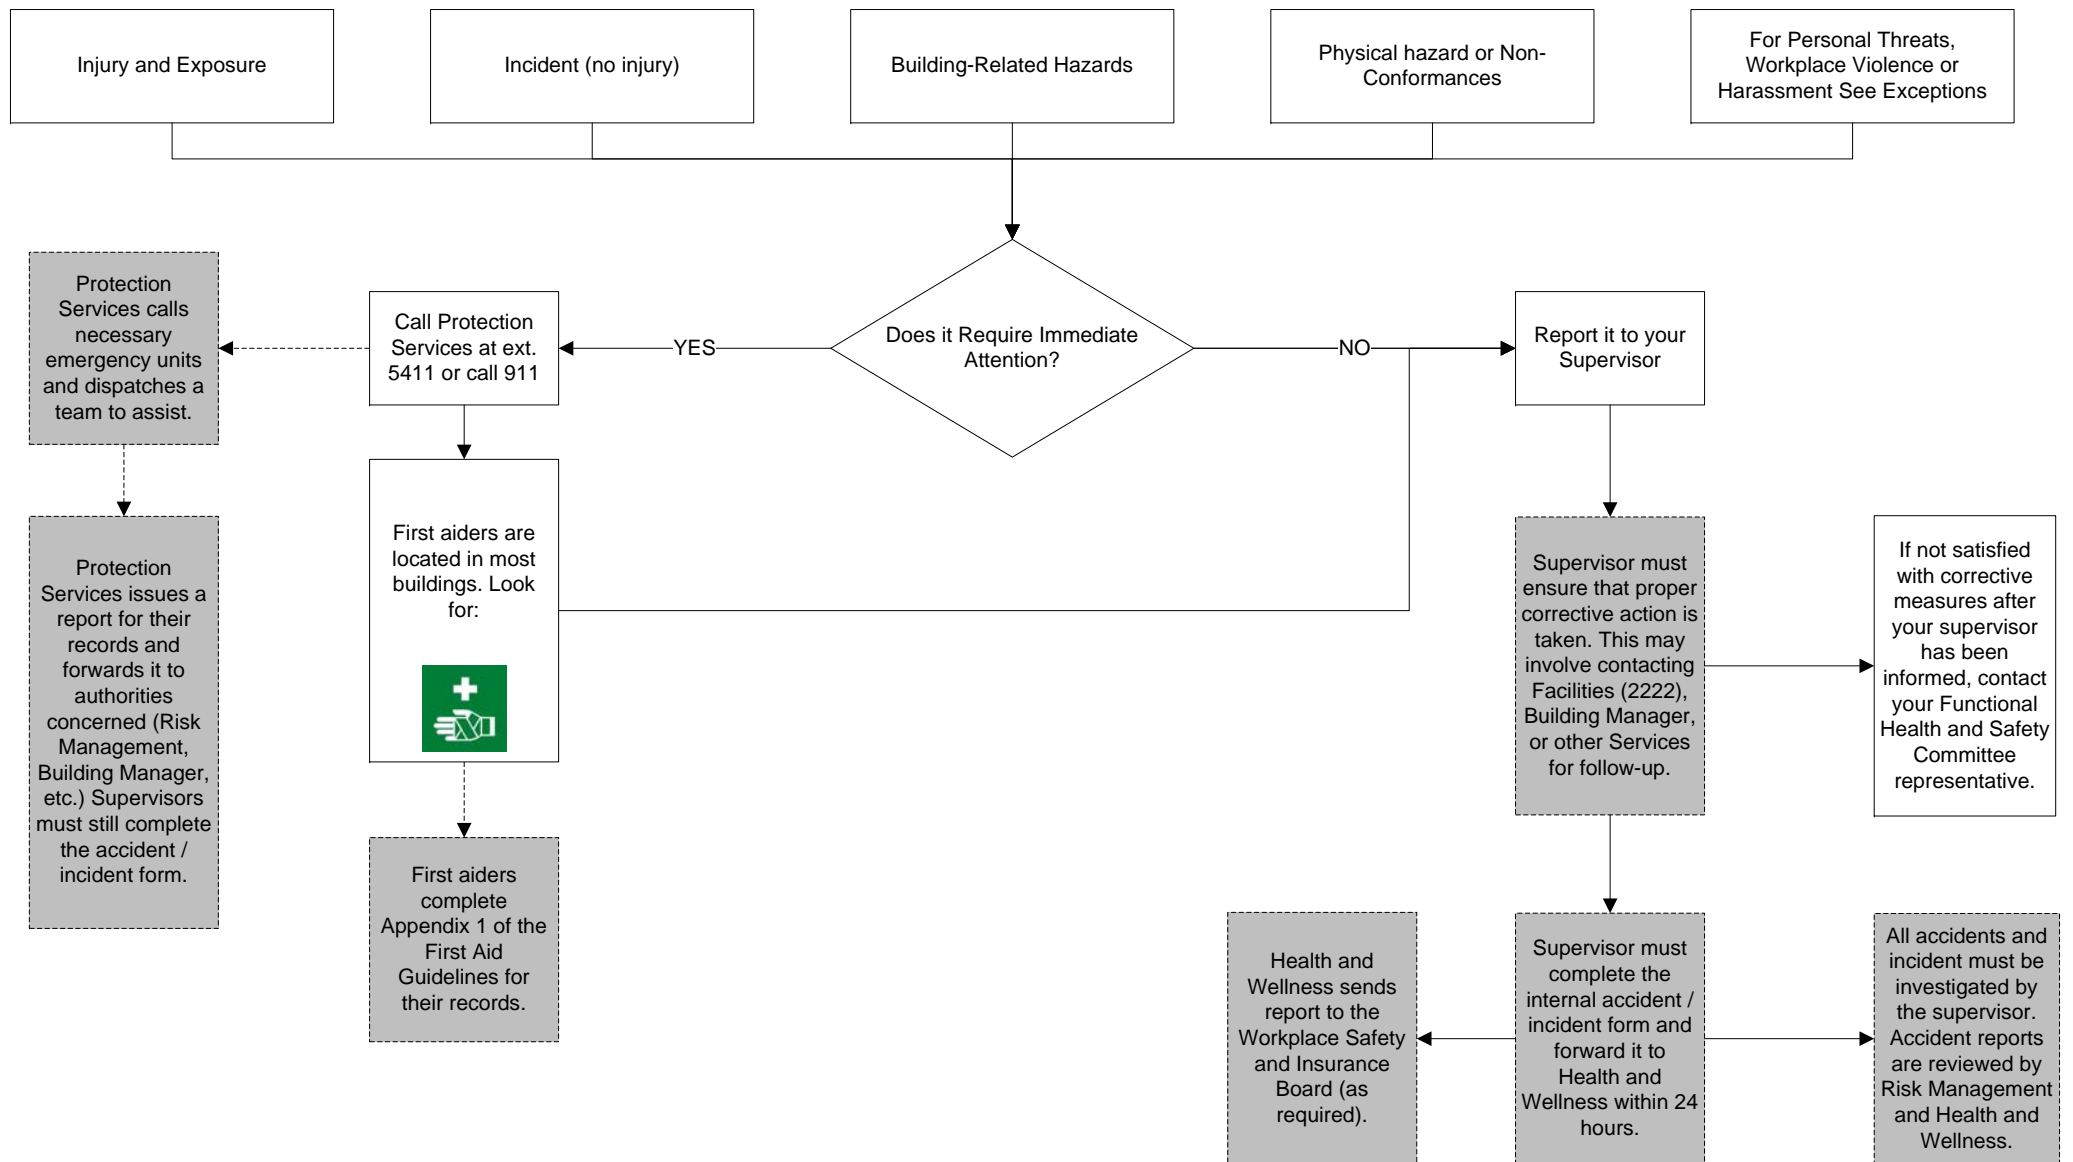 Injury and Exposure
Incident (no injury)
Building-Related Hazards
Physical hazard or Non-
Conformances
For Personal Threats,
Workplace Violence or
Harassment See Exceptions
Does it Require Immediate
Attention?
YES
NO
Call Protection
Services at ext.
5411 or call 911
Protection
Services calls
necessary
emergency units
and dispatches a
team to assist.
Protection
Services issues a
report for their
records and
forwards it to
authorities
concerned (Risk
Management,
Building Manager,
etc.) Supervisors
must still complete
the accident /
incident form.
First aiders are
located in most
buildings. Look
for:
First aiders
complete
Appendix 1 of the
First Aid
Guidelines for
their records.
Report it to your
Supervisor
Supervisor must
ensure that proper
corrective action is
taken. This may
involve contacting
Facilities (2222),
Building Manager,
or other Services
for follow-up.
If not satisfied
with corrective
measures after
your supervisor
has been
informed, contact
your Functional
Health and Safety
Committee
representative.
Health and
Wellness sends
report to the
Workplace Safety
and Insurance
Board (as
required).
Supervisor must
complete the
internal accident /
incident form and
forward it to
Health and
Wellness within 24
hours.
All accidents and
incident must be
investigated by
the supervisor.
Accident reports
are reviewed by
Risk Management
and Health and
Wellness.